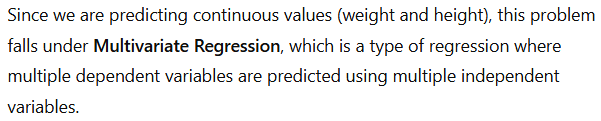 Since we are predicting continuous values (weight and height), this problem
falls under Multivariate Regression, which is a type of regression where
multiple dependent variables are predicted using multiple independent
variables.